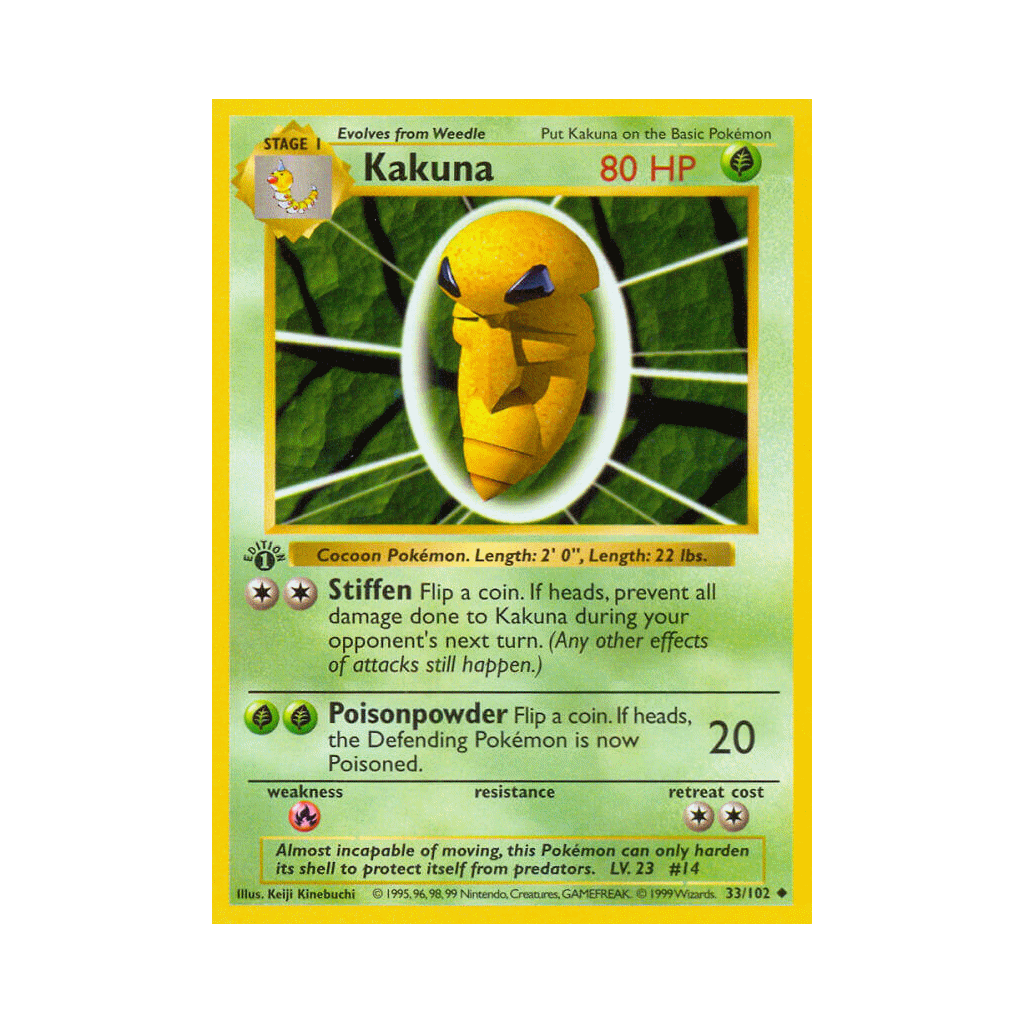 Evolves from Weedle Put Kakuna on the Basic Pokémon
STAGE 1
Kakuna 80 HP
EDITION 1
Cocoon Pokémon. Length: 2' 0", Length: 22 lbs.
Stiffen Flip a coin. If heads, prevent all
damage done to Kakuna during your
opponent's next turn. (Any other effects
of attacks still happen.)
Poisonpowder Flip a coin. If heads,
the Defending Pokémon is now
Poisoned.
20
weakness resistance retreat cost
Almost incapable of moving, this Pokémon can only harden
its shell to protect itself from predators. LV. 23 #14
Illus. Keiji Kinebuchi © 1995, 96, 98, 99 Nintendo, Creatures, GAMEFREAK. © 1999 Wizards. 33/102